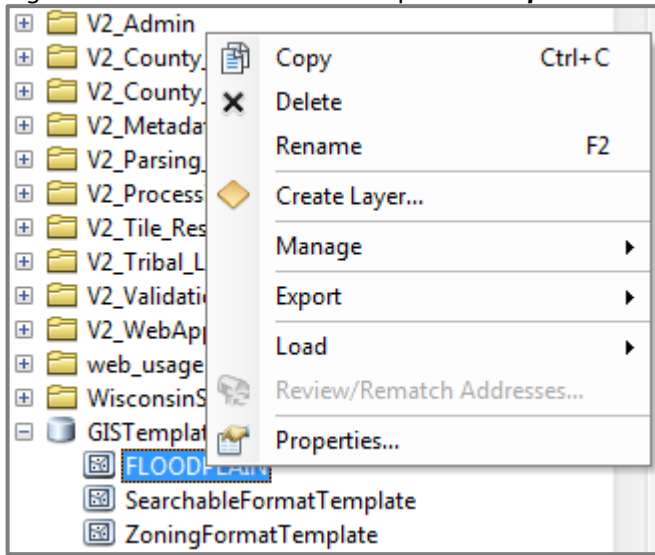 V2_Admin
V2_County_
V2_County_
V2_Metada
V2_Parsing_
V2_Process
V2_Tile_Res
V2_Tribal_L
V2_Validati
V2_WebApp
web_usage
WisconsinS
GISTemplat
FLOODPLAIN
SearchableFormatTemplate
ZoningFormatTemplate
Copy Ctrl+C
Delete
Rename F2
Create Layer...
Manage
Export
Load
Review/Rematch Addresses...
Properties...